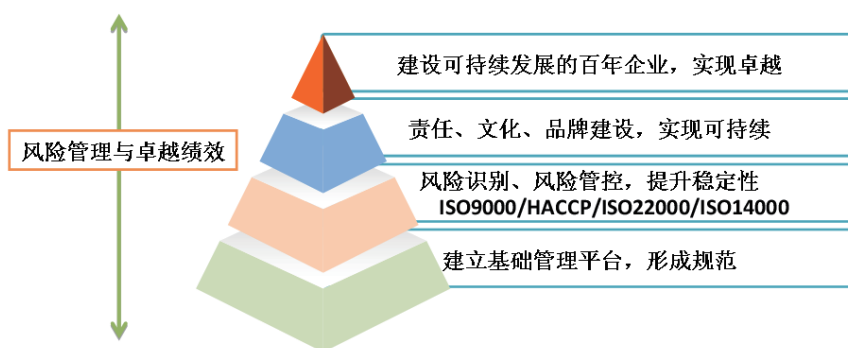 建设可持续发展的百年企业，实现卓越
责任、文化、品牌建设，实现可持续
风险管理与卓越绩效
风险识别、风险管控，提升稳定性
ISO9000/HACCP/ISO22000/ISO14000
建立基础管理平台，形成规范